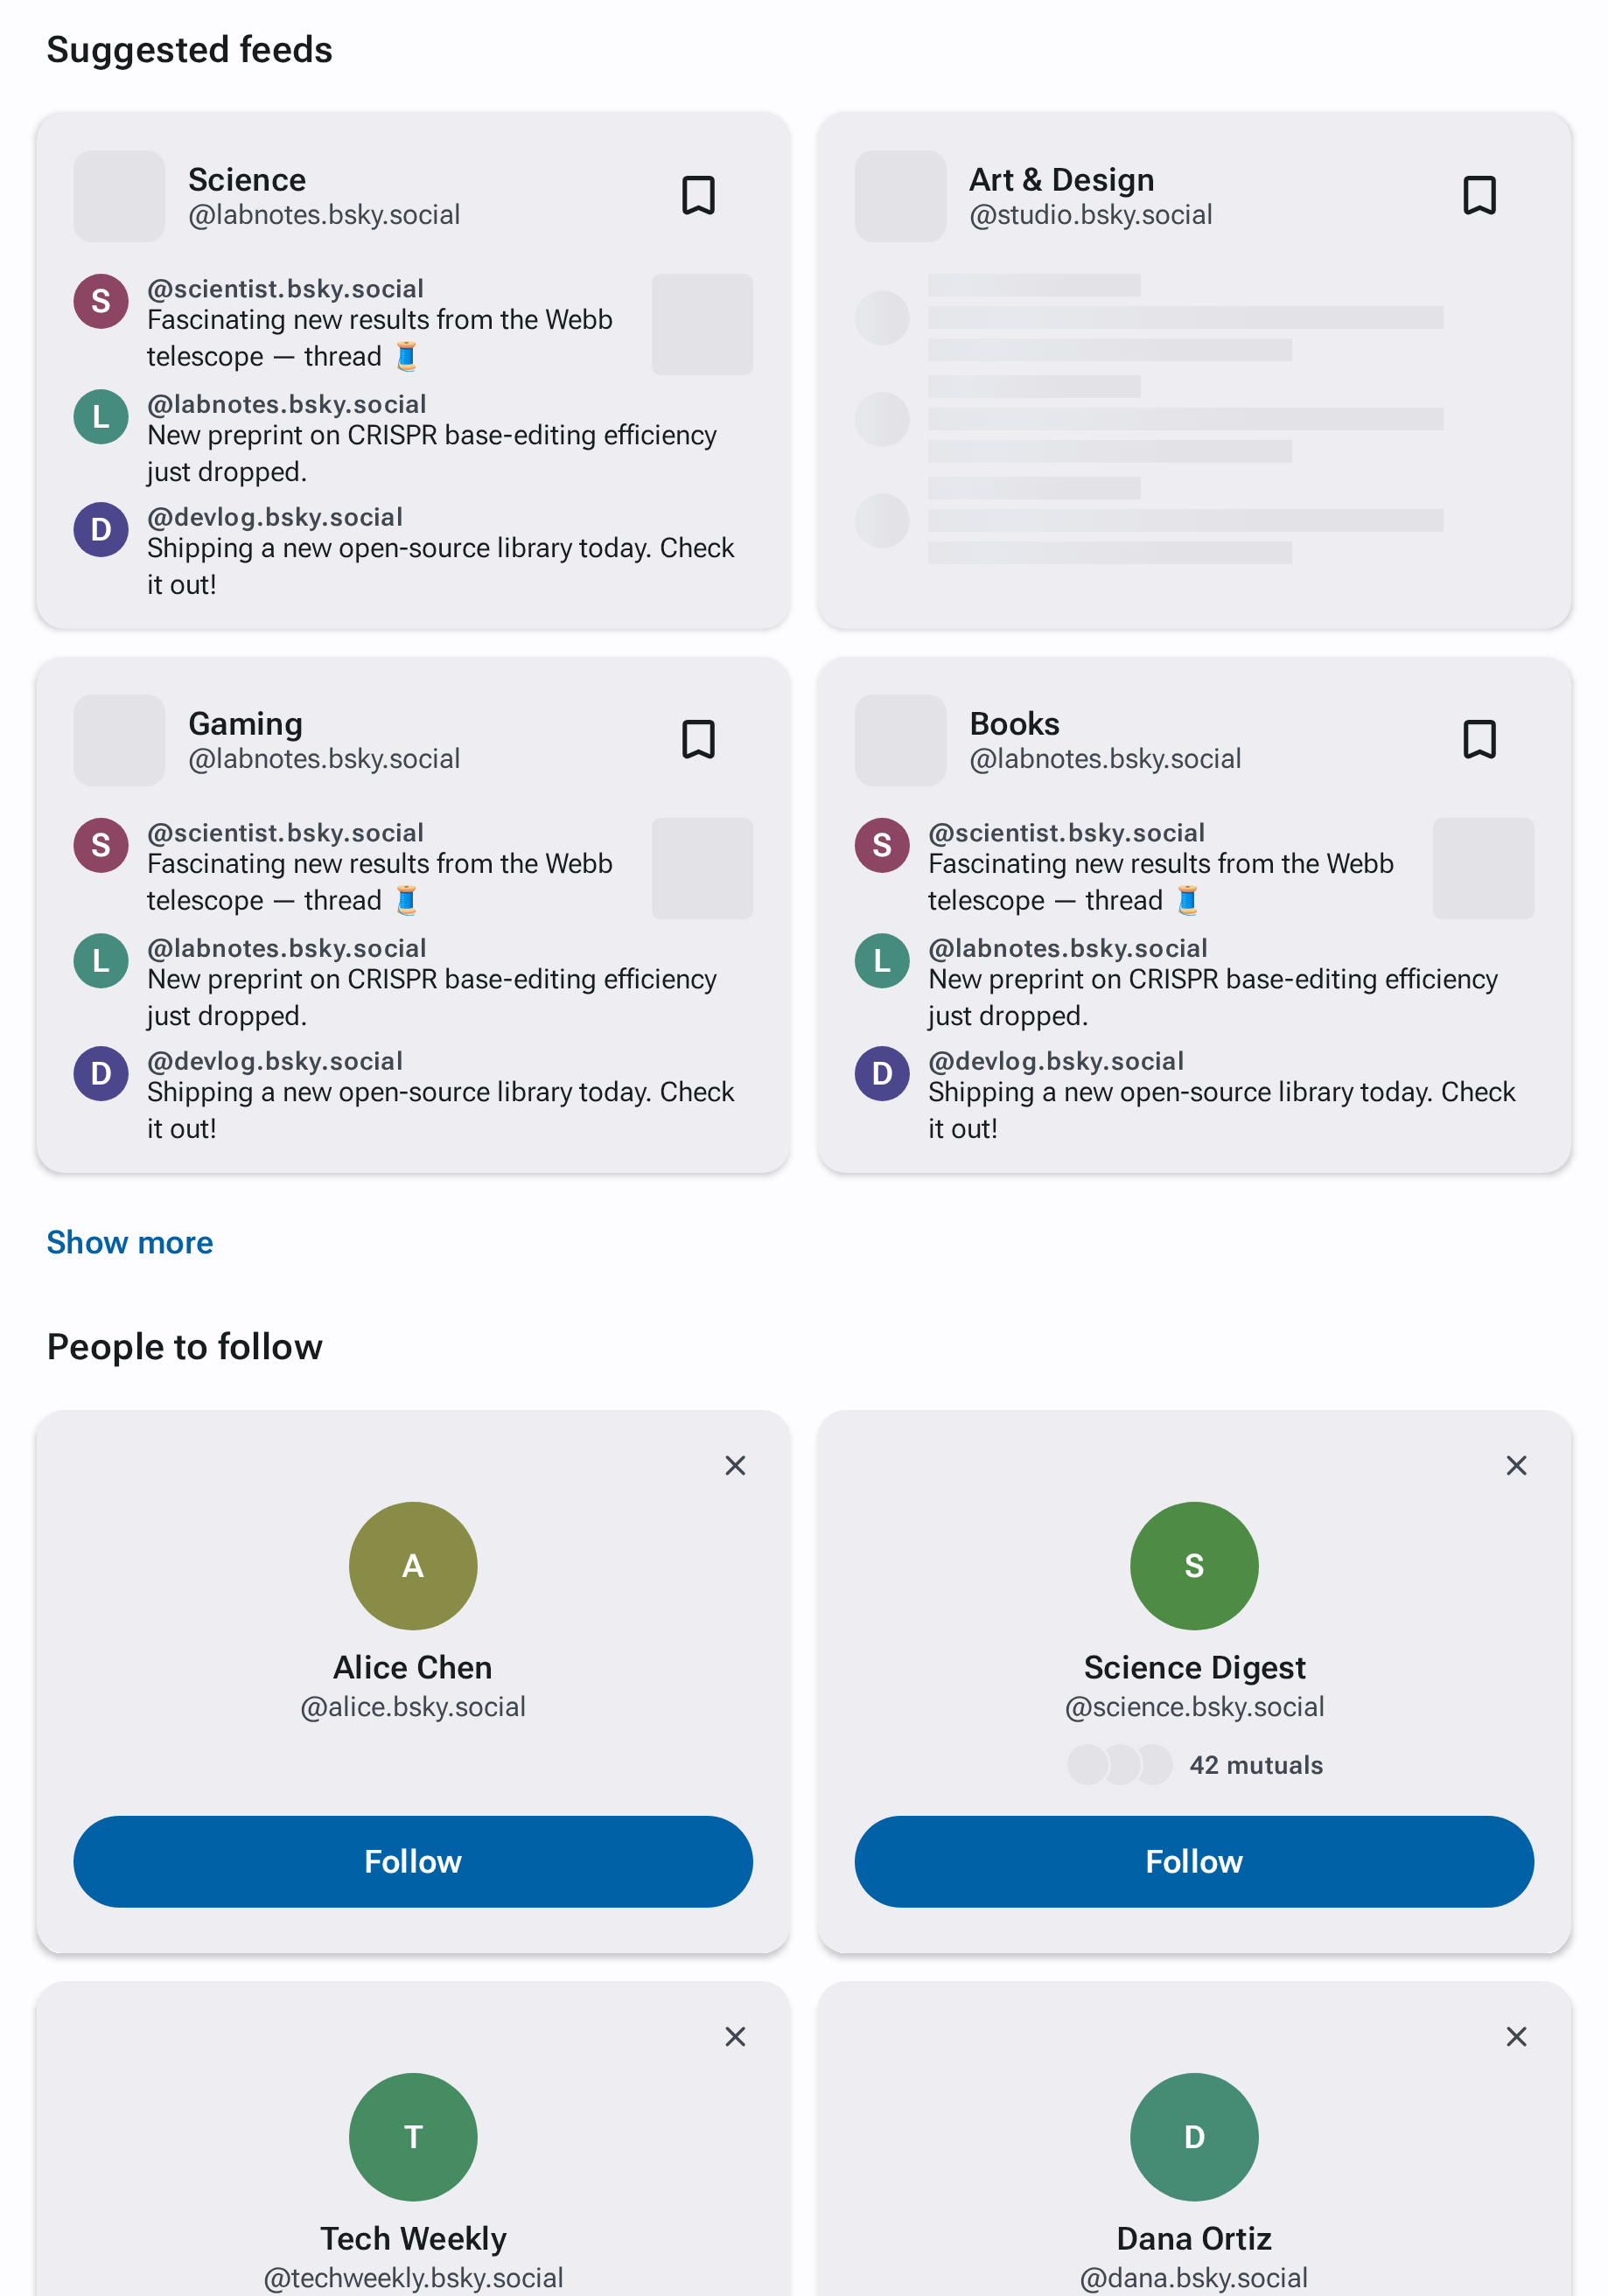 Suggested feeds
Science
@labnotes.bsky.social
S
@scientist.bsky.social
Fascinating new results from the Webb
telescope — thread 🧵
L
@labnotes.bsky.social
New preprint on CRISPR base-editing efficiency
just dropped.
D
@devlog.bsky.social
Shipping a new open-source library today. Check
it out!
Art & Design
@studio.bsky.social
Gaming
@labnotes.bsky.social
S
@scientist.bsky.social
Fascinating new results from the Webb
telescope — thread 🧵
L
@labnotes.bsky.social
New preprint on CRISPR base-editing efficiency
just dropped.
D
@devlog.bsky.social
Shipping a new open-source library today. Check
it out!
Books
@labnotes.bsky.social
S
@scientist.bsky.social
Fascinating new results from the Webb
telescope — thread 🧵
L
@labnotes.bsky.social
New preprint on CRISPR base-editing efficiency
just dropped.
D
@devlog.bsky.social
Shipping a new open-source library today. Check
it out!
Show more
People to follow
A
Alice Chen
@alice.bsky.social
Follow
S
Science Digest
@science.bsky.social
42 mutuals
Follow
T
Tech Weekly
@techweekly.bsky.social
D
Dana Ortiz
@dana.bsky.social